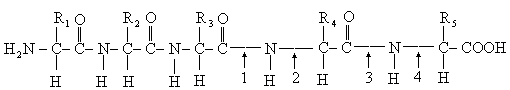 R₁ O R₂ O R₃ O R₄ O R₅
H₂N C C N C C N C C N C C N C COOH
H H H H H H H H H
1 2 3 4